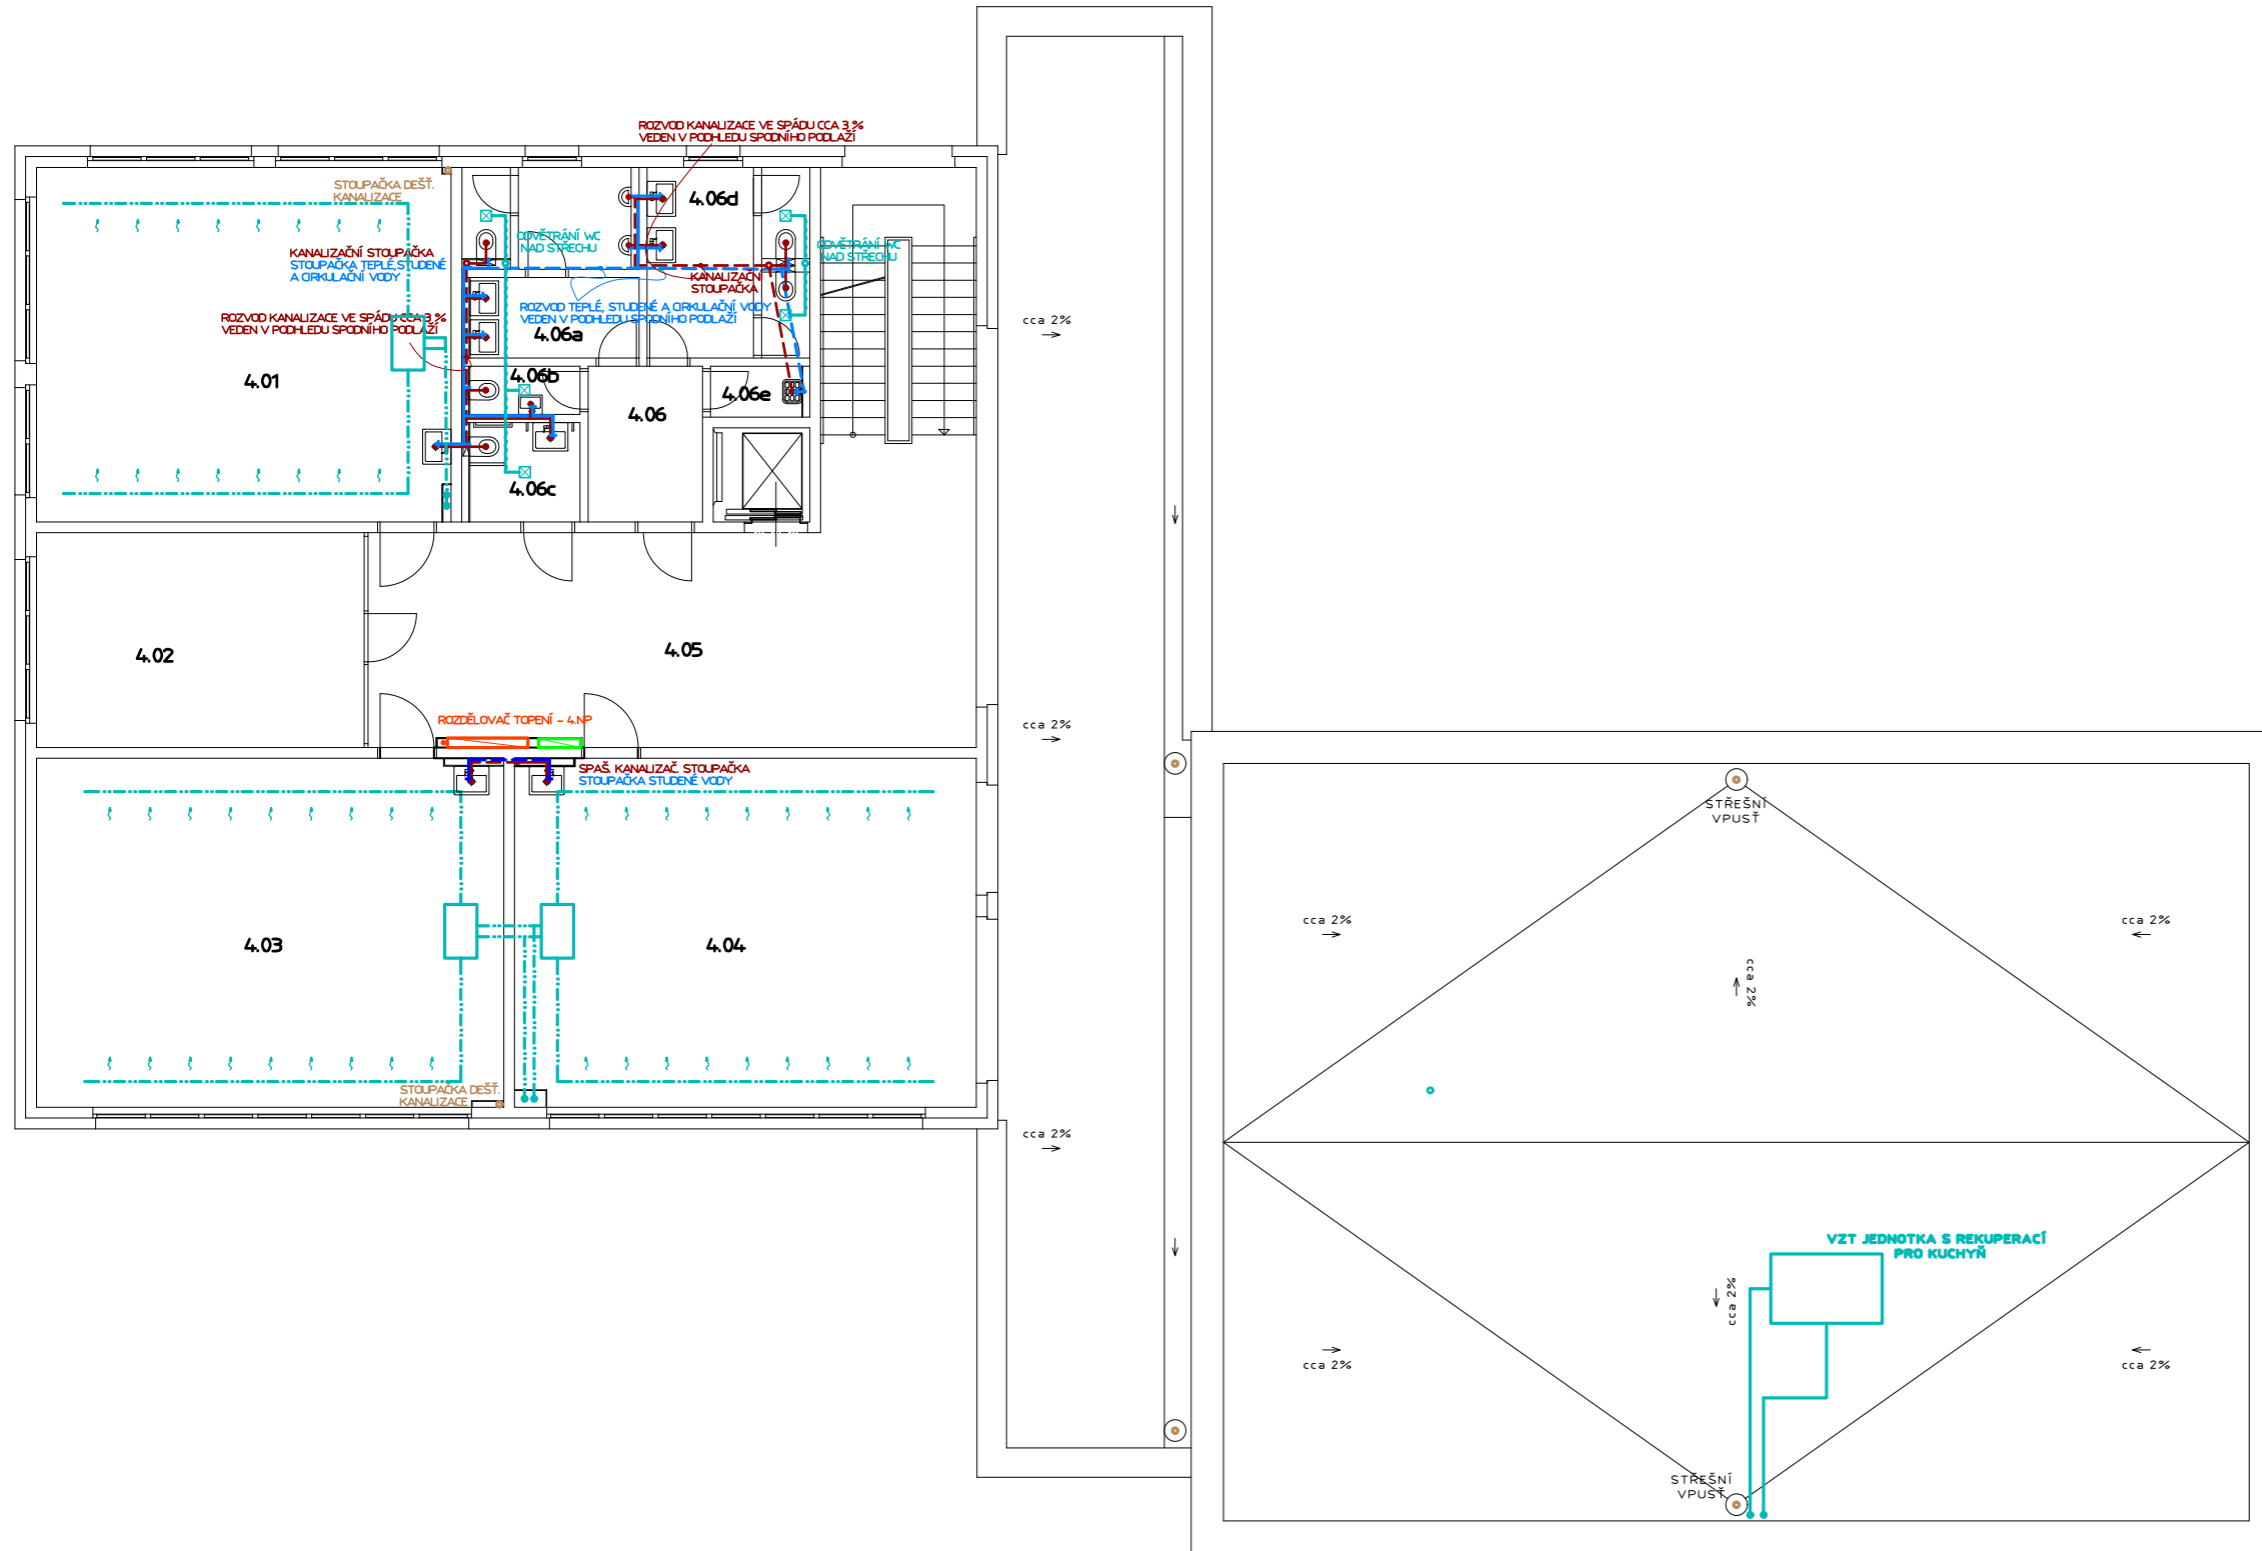 ROZVOD KANALIZACE VE SPÁDU CCA 3 %
VEDEN V PODHLEDU SPODNÍHO PODLAŽÍ
STOUPAČKA DEŠŤ.
KANALIZACE
4.06d
ODVĚTRÁNÍ WC
NAD STŘECHU
ODVĚTRÁNÍ WC
NAD STŘECHU
KANALIZAČNÍ STOUPAČKA
STOUPAČKA TEPLÉ, STUDENÉ
A CIRKULAČNÍ VODY
KANALIZAČNÍ
STOUPAČKA
ROZVOD TEPLÉ, STUDENÉ A CIRKULAČNÍ VODY
VEDEN V PODHLEDU SPODNÍHO PODLAŽÍ
ROZVOD KANALIZACE VE SPÁDU CCA 3 %
VEDEN V PODHLEDU SPODNÍHO PODLAŽÍ
cca 2%
4.06a
4.01
4.06b
4.06e
4.06
4.06c
4.02
4.05
ROZDĚLOVAČ TOPENÍ - 4.NP
cca 2%
SPAŠ. KANALIZAČ. STOUPAČKA
STOUPAČKA STUDENÉ VODY
STŘEŠNÍ
VPUSŤ
cca 2%
cca 2%
4.03
4.04
cca 2%
STOUPAČKA DEŠŤ.
KANALIZACE
cca 2%
VZT JEDNOTKA S REKUPERACÍ
PRO KUCHYŇ
cca 2%
cca 2%
cca 2%
STŘEŠNÍ
VPUSŤ